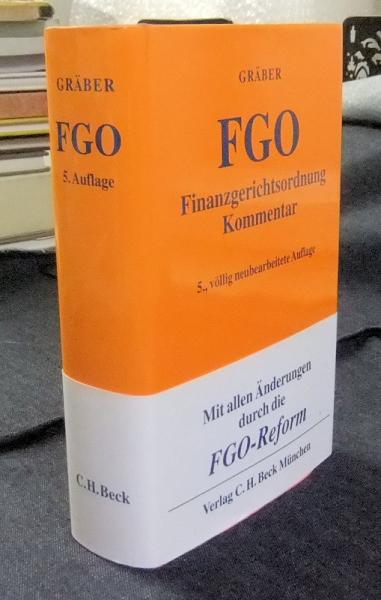 GRÄBER
FGO
5. Auflage
C.H.Beck
GRÄBER
FGO
Finanzgerichtsordnung
Kommentar
5., völlig neubearbeitete Auflage
Mit allen Änderungen
durch die
FGO-Reform
Verlag C. H. Beck München